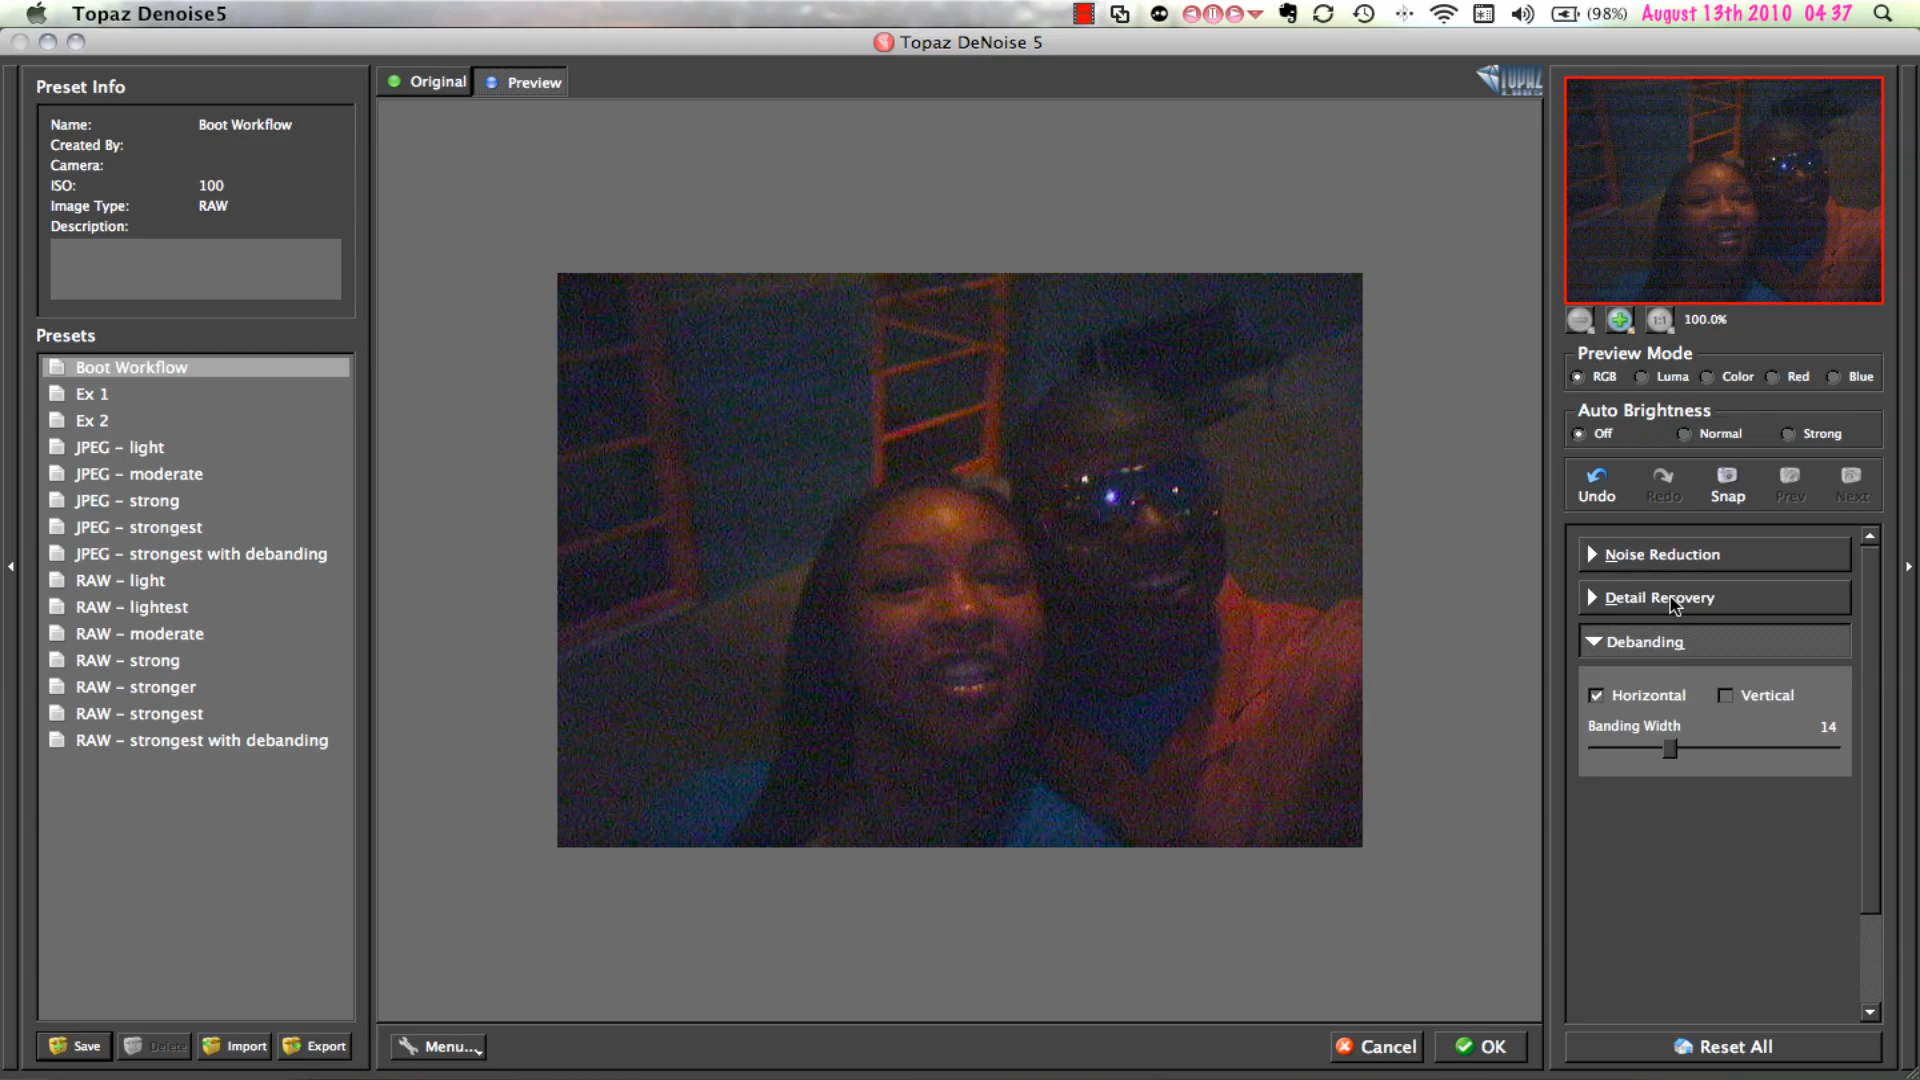 Topaz Denoise5
(98%) August 13th 2010 04 37
Topaz DeNoise 5
Preset Info
Name: Boot Workflow
Created By:
Camera:
ISO: 100
Image Type: RAW
Description:
Presets
Boot Workflow
Ex 1
Ex 2
JPEG – light
JPEG – moderate
JPEG – strong
JPEG – strongest
JPEG – strongest with debanding
RAW – light
RAW – lightest
RAW – moderate
RAW – strong
RAW – stronger
RAW – strongest
RAW – strongest with debanding
Save Delete Import Export
Original Preview
TOPAZ
LABS
Menu...
Cancel OK
1:1 100.0%
Preview Mode
RGB Luma Color Red Blue
Auto Brightness
Off Normal Strong
Undo Redo Snap Prev Next
Noise Reduction
Detail Recovery
Debanding
Horizontal Vertical
Banding Width 14
Reset All